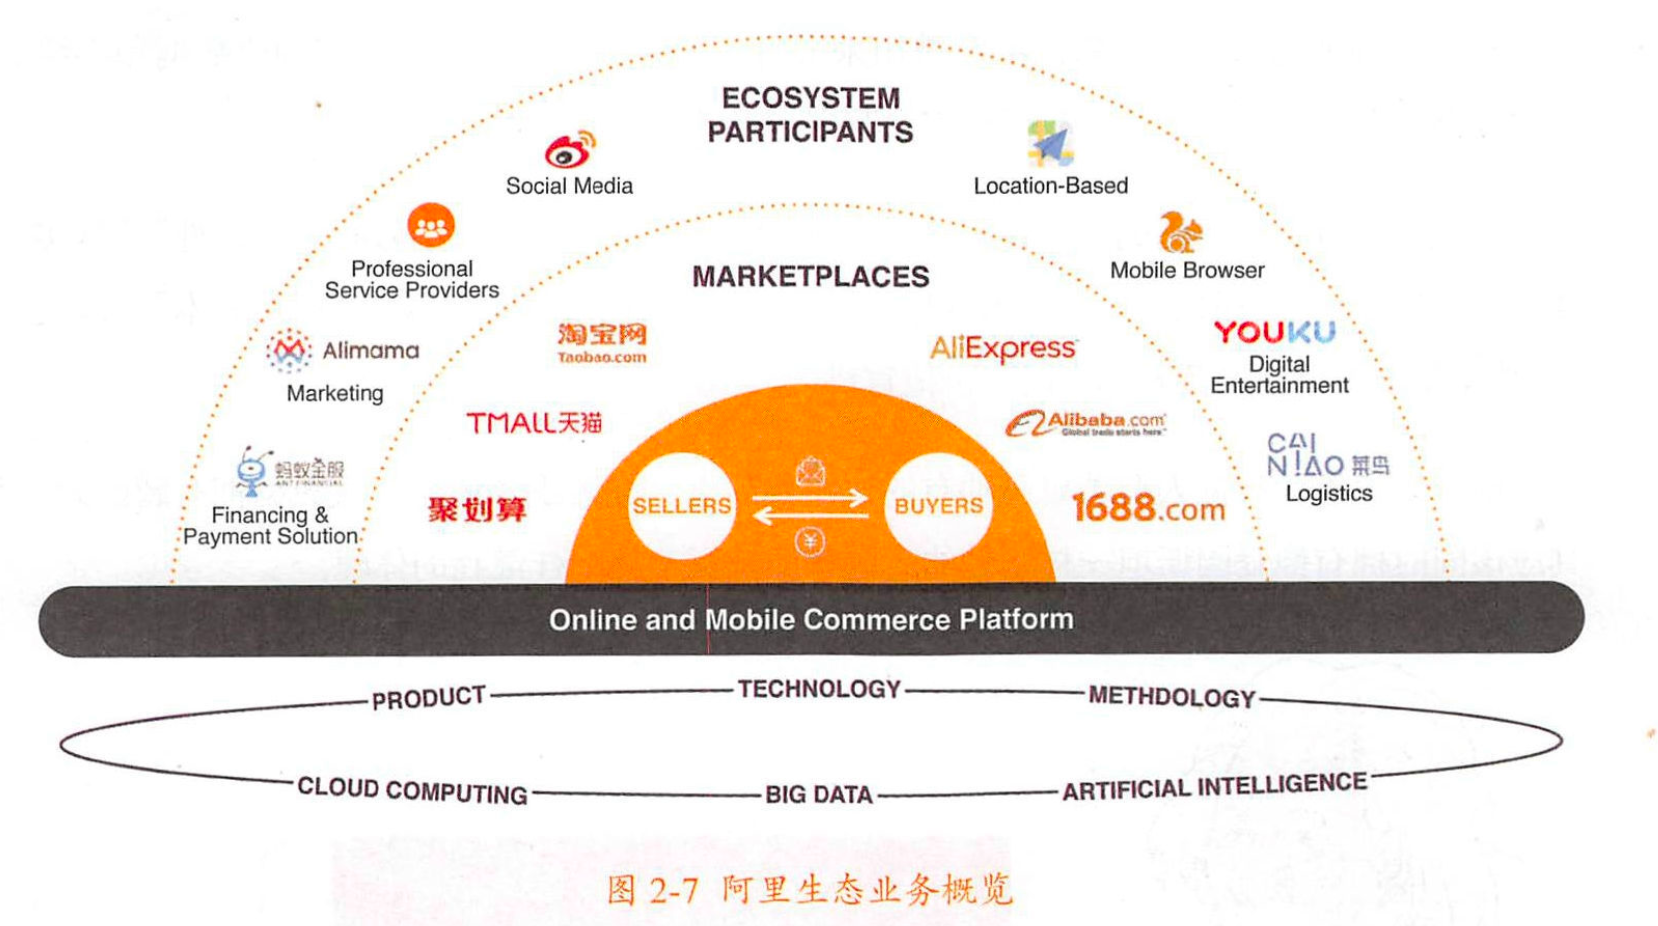 ECOSYSTEM
PARTICIPANTS
Social Media
Location-Based
Professional
Service Providers
Mobile Browser
MARKETPLACES
Alimama
Marketing
淘宝网
Taobao.com
AliExpress
YOUKU
Digital
Entertainment
TMALL天猫
Alibaba.com
Global trade starts here.™
蚂蚁金服
ANT FINANCIAL
Financing &
Payment Solution
聚划算
SELLERS
¥
BUYERS
1688.com
CAI
NIAO 菜鸟
Logistics
Online and Mobile Commerce Platform
PRODUCT
TECHNOLOGY
METHDOLOGY
CLOUD COMPUTING
BIG DATA
ARTIFICIAL INTELLIGENCE
图 2-7 阿里生态业务概览